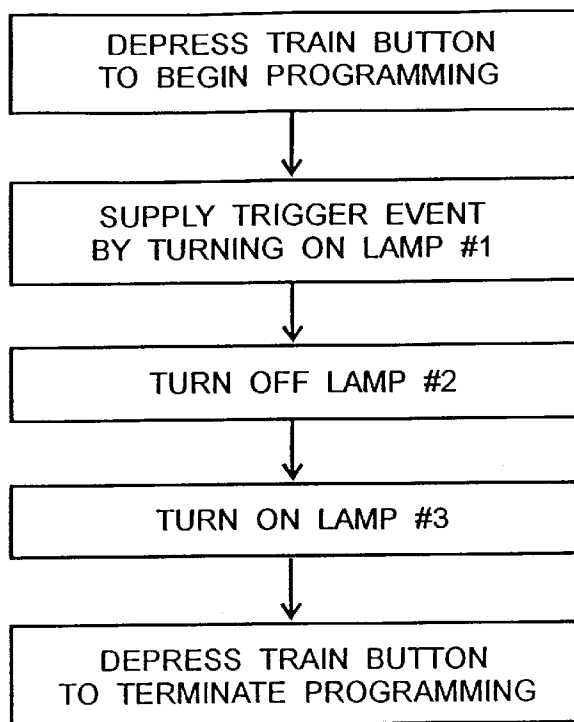 DEPRESS TRAIN BUTTON
TO BEGIN PROGRAMMING
SUPPLY TRIGGER EVENT
BY TURNING ON LAMP #1
TURN OFF LAMP #2
TURN ON LAMP #3
DEPRESS TRAIN BUTTON
TO TERMINATE PROGRAMMING